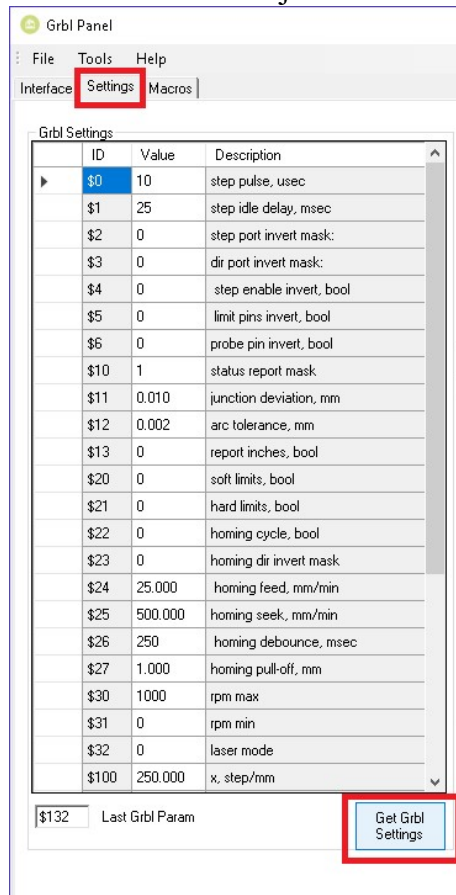 Grbl Panel
File Tools Help
Interface Settings Macros
Grbl Settings
ID Value Description
$0 10 step pulse, usec
$1 25 step idle delay, msec
$2 0 step port invert mask:
$3 0 dir port invert mask:
$4 0 step enable invert, bool
$5 0 limit pins invert, bool
$6 0 probe pin invert, bool
$10 1 status report mask
$11 0.010 junction deviation, mm
$12 0.002 arc tolerance, mm
$13 0 report inches, bool
$20 0 soft limits, bool
$21 0 hard limits, bool
$22 0 homing cycle, bool
$23 0 homing dir invert mask
$24 25.000 homing feed, mm/min
$25 500.000 homing seek, mm/min
$26 250 homing debounce, msec
$27 1.000 homing pull-off, mm
$30 1000 rpm max
$31 0 rpm min
$32 0 laser mode
$100 250.000 x, step/mm
$132 Last Grbl Param
Get Grbl
Settings